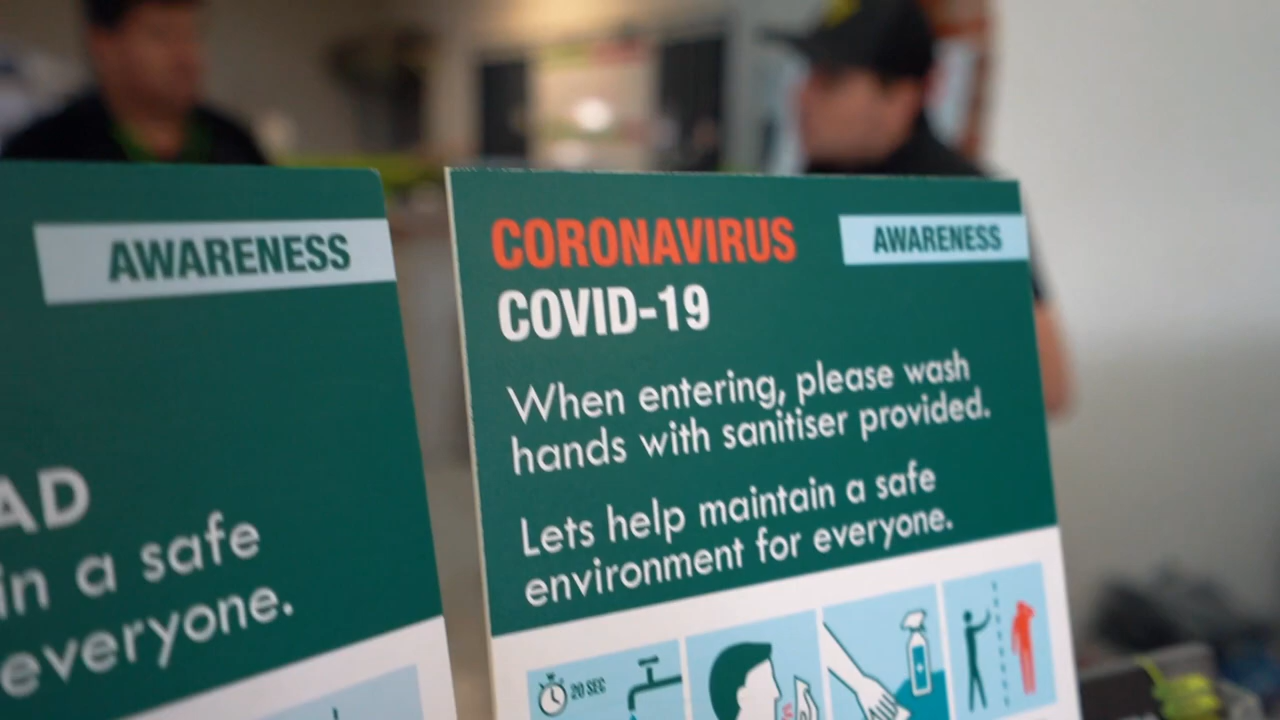 AWARENESS
AD
in a safe
everyone.
CORONAVIRUS
AWARENESS
COVID-19
When entering, please wash
hands with sanitiser provided.
Lets help maintain a safe
environment for everyone.
20 SEC